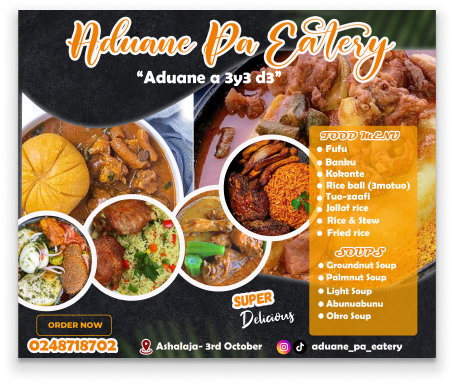 Aduane Pa Eatery
"Aduane a 3y3 d3"
FOOD MENU
Fufu
Banku
Kokonte
Rice ball (3motuo)
Tuo-zaafi
Jollof rice
Rice & Stew
Fried rice
SOUPS
Groundnut Soup
Palmnut Soup
Light Soup
Abunuabunu
Okro Soup
SUPER
Delicious
ORDER NOW
0248718702
Ashalaja- 3rd October
aduane_pa_eatery